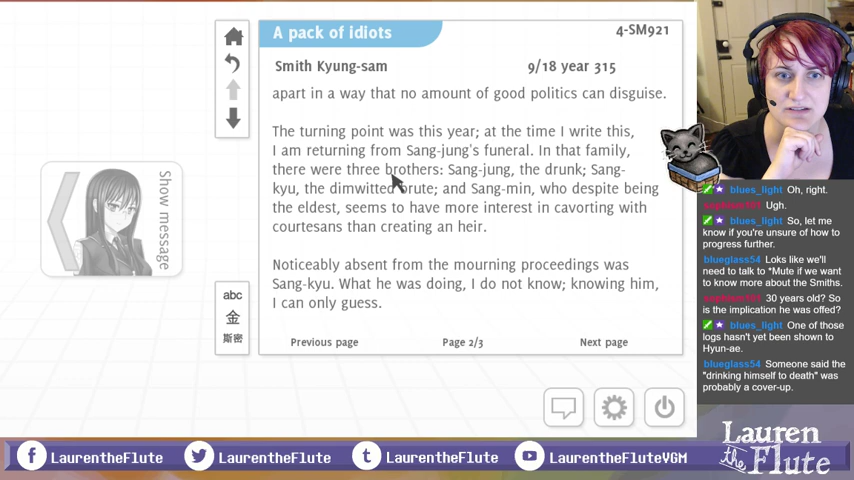 A pack of idiots
4-SM921
Smith Kyung-sam
9/18 year 315
apart in a way that no amount of good politics can disguise.
The turning point was this year; at the time I write this,
I am returning from Sang-jung's funeral. In that family,
there were three brothers: Sang-jung, the drunk; Sang-
kyu, the dimwitted brute; and Sang-min, who despite being
the eldest, seems to have more interest in cavorting with
courtesans than creating an heir.
Noticeably absent from the mourning proceedings was
Sang-kyu. What he was doing, I do not know; knowing him,
I can only guess.
Previous page
Page 2/3
Next page
Show message
abc
金
斯密
blues_light Oh, right.
Ugh.
blues_light So, let me
know if you're unsure of how to
progress further.
blueglass54 Loks like we'll
need to talk to *Mute if we want
to know more about the Smiths.
30 years old? So
is the implication he was offed?
blues_light One of those
logs hasn't yet been shown to
Hyun-ae.
blueglass54 Someone said the
"drinking himself to death" was
probably a cover-up.
LaurentheFlute
LaurentheFlute
LaurentheFlute
LaurentheFluteVGM
Lauren
the Flute